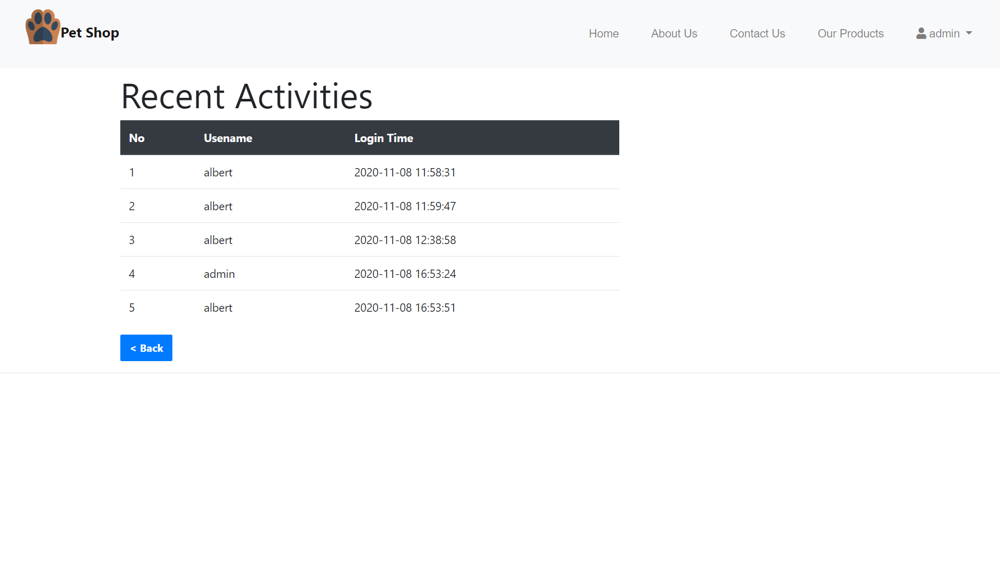 Pet Shop
Home About Us Contact Us Our Products admin
Recent Activities
No Usename Login Time
1 albert 2020-11-08 11:58:31
2 albert 2020-11-08 11:59:47
3 albert 2020-11-08 12:38:58
4 admin 2020-11-08 16:53:24
5 albert 2020-11-08 16:53:51
< Back